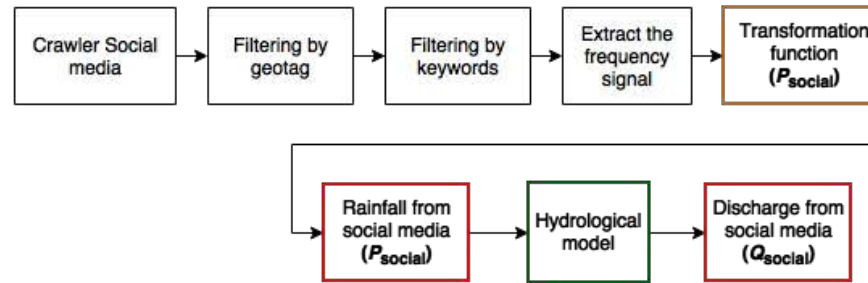 Crawler Social
media
Filtering by
geotag
Filtering by
keywords
Extract the
frequency
signal
Transformation
function
(Psocial)
Rainfall from
social media
(Psocial)
Hydrological
model
Discharge from
social media
(Qsocial)